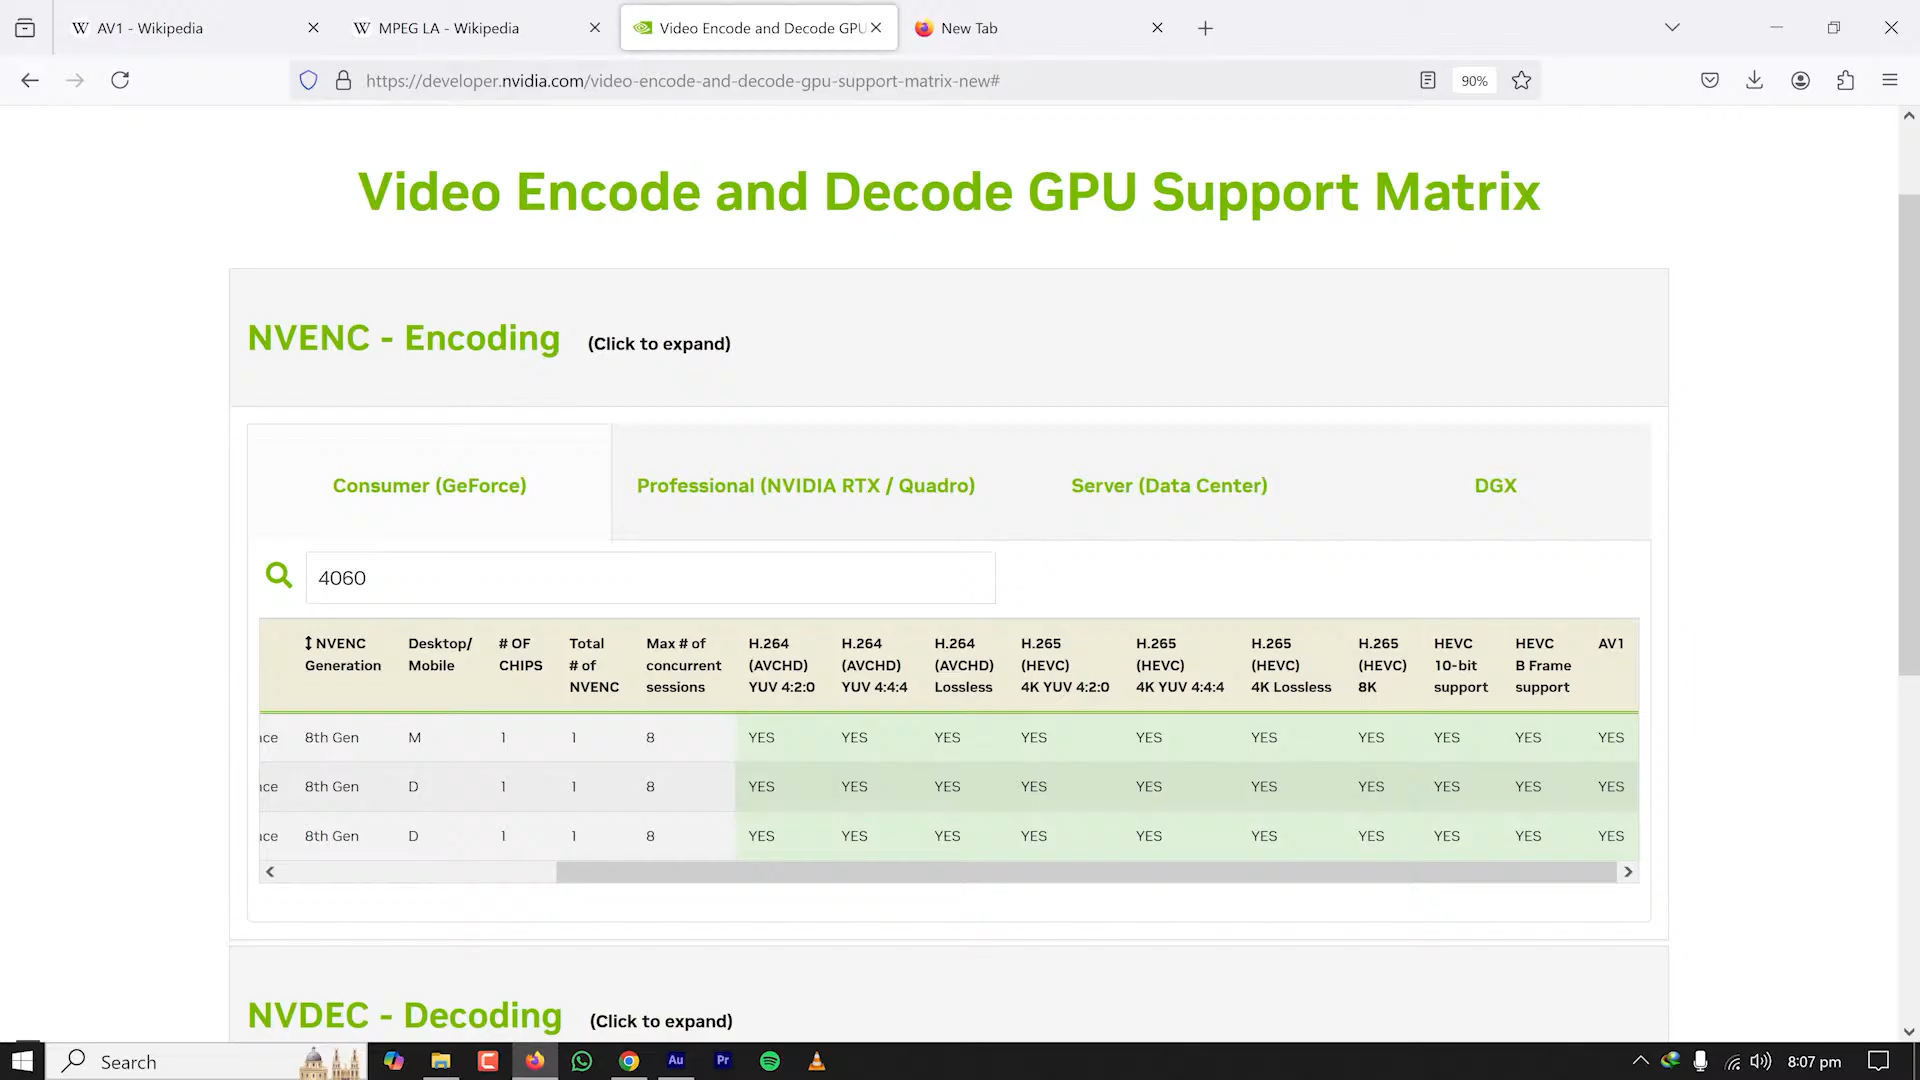 AV1 - Wikipedia
MPEG LA - Wikipedia
Video Encode and Decode GPU
New Tab
https://developer.nvidia.com/video-encode-and-decode-gpu-support-matrix-new#
90%
Video Encode and Decode GPU Support Matrix
NVENC - Encoding (Click to expand)
Consumer (GeForce)
Professional (NVIDIA RTX / Quadro)
Server (Data Center)
DGX
4060
NVENC Generation
Desktop/ Mobile
# OF CHIPS
Total # of NVENC
Max # of concurrent sessions
H.264 (AVCHD) YUV 4:2:0
H.264 (AVCHD) YUV 4:4:4
H.264 (AVCHD) Lossless
H.265 (HEVC) 4K YUV 4:2:0
H.265 (HEVC) 4K YUV 4:4:4
H.265 (HEVC) 4K Lossless
H.265 (HEVC) 8K
HEVC 10-bit support
HEVC B Frame support
AV1
8th Gen M 1 1 8 YES YES YES YES YES YES YES YES YES YES
8th Gen D 1 1 8 YES YES YES YES YES YES YES YES YES YES
8th Gen D 1 1 8 YES YES YES YES YES YES YES YES YES YES
NVDEC - Decoding (Click to expand)
Search
Au
Pr
8:07 pm